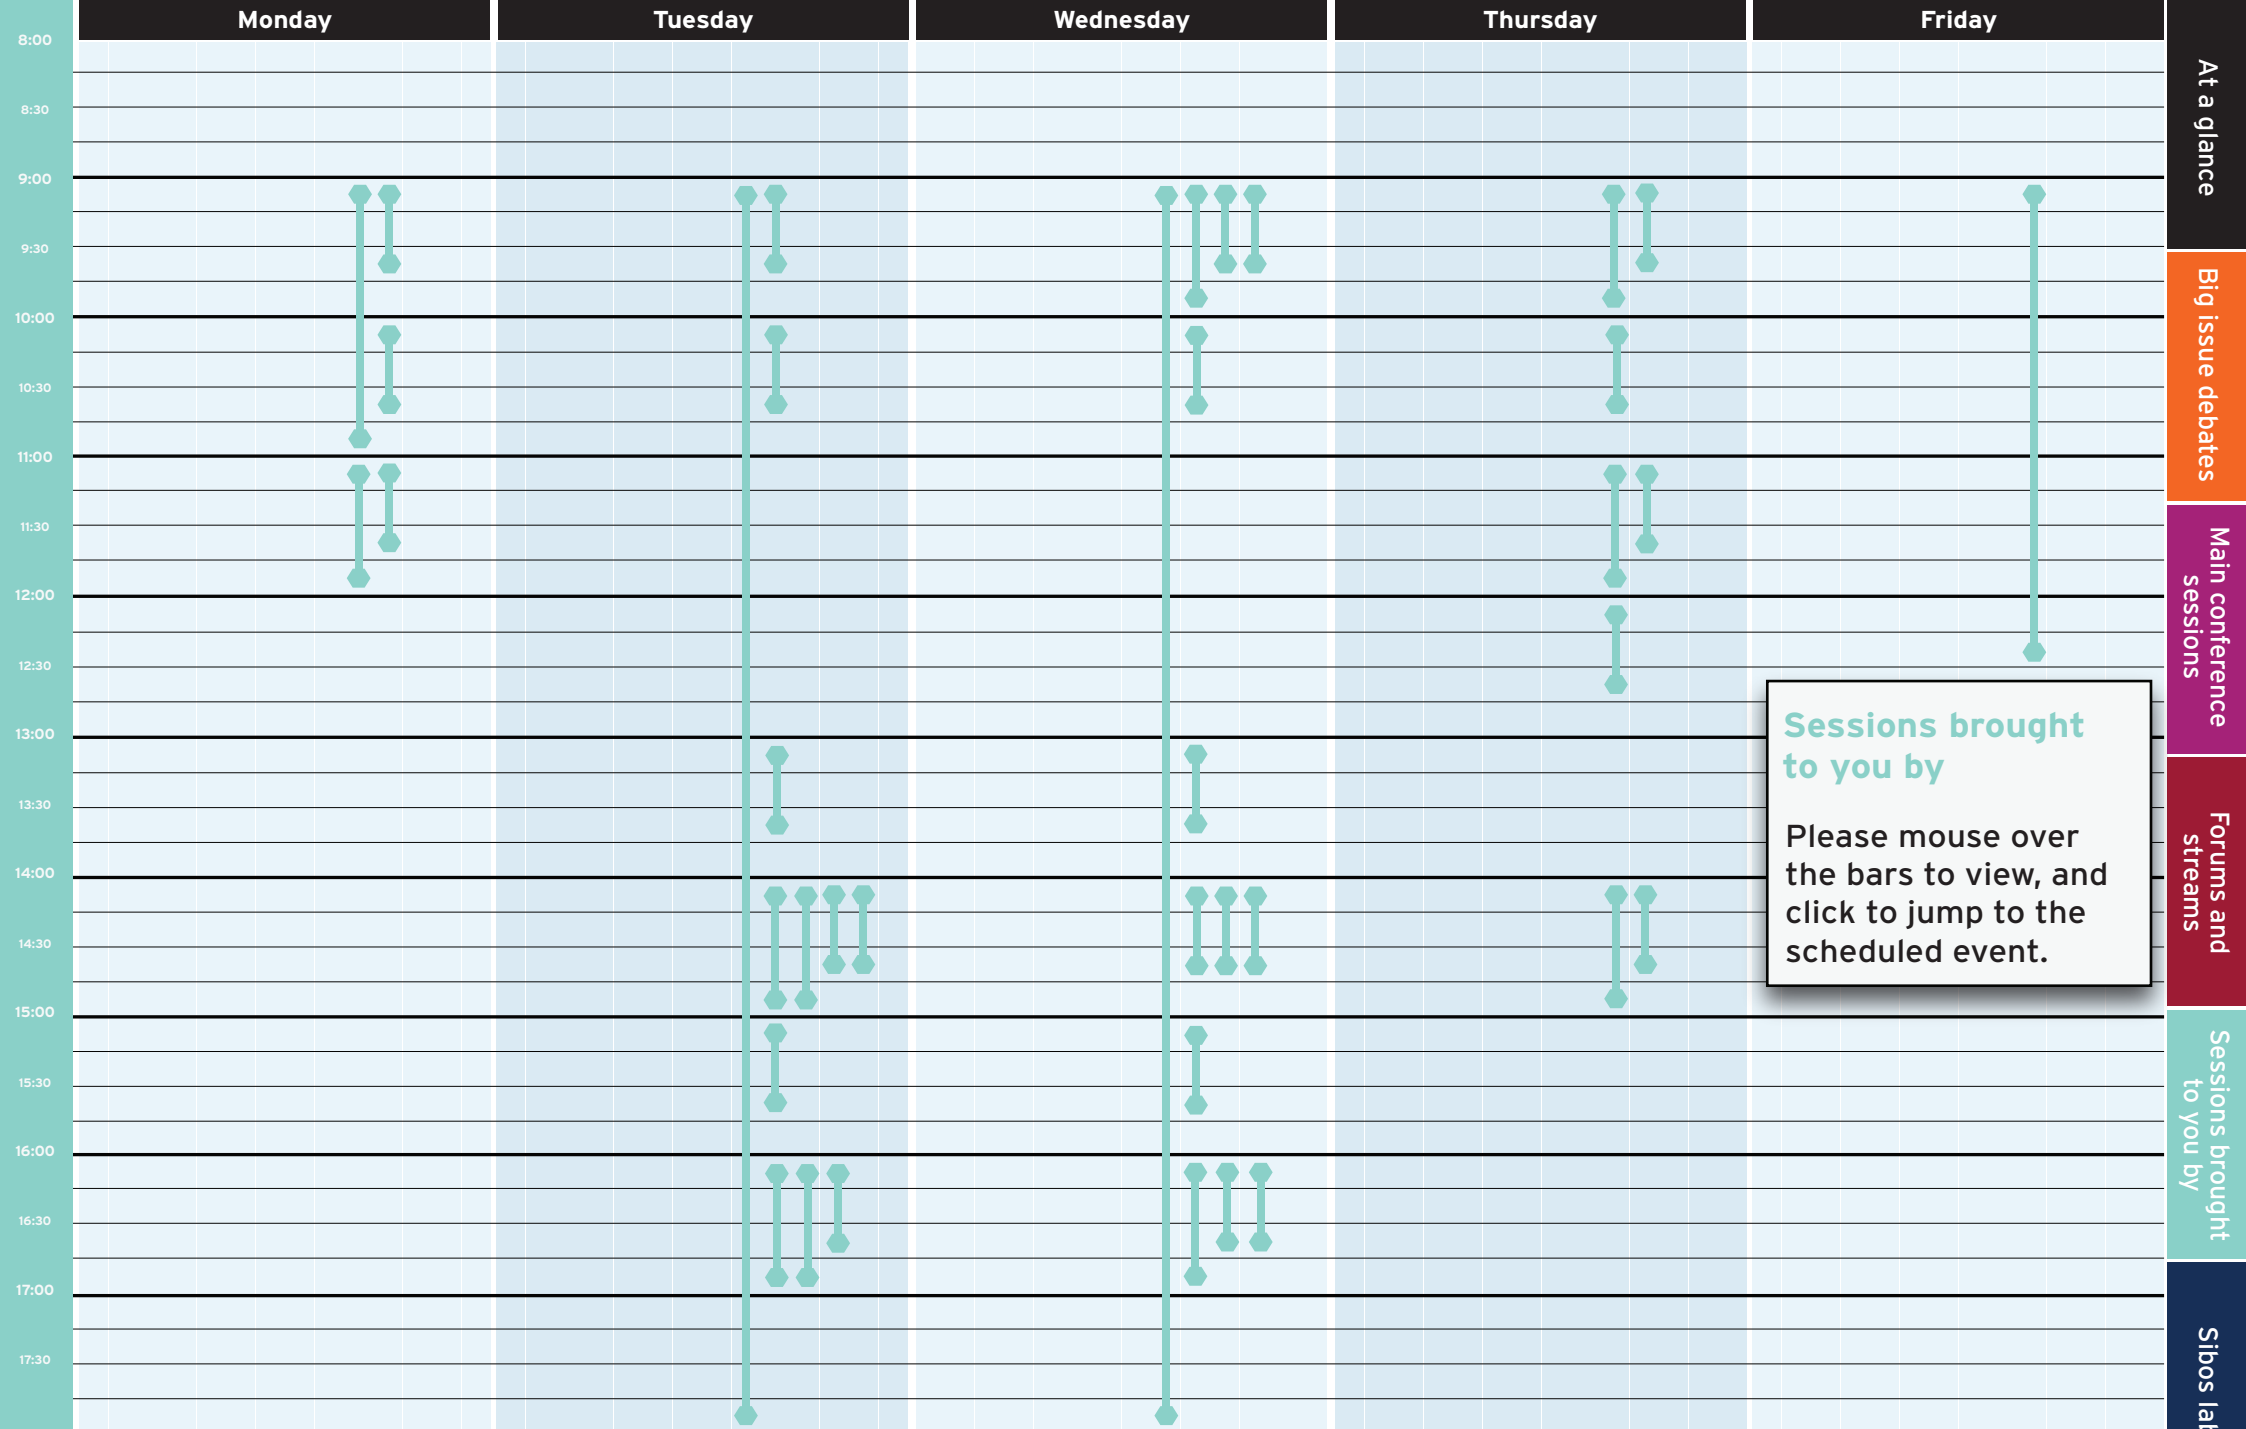 Monday
Tuesday
Wednesday
Thursday
Friday
8:00
8:30
9:00
9:30
10:00
10:30
11:00
11:30
12:00
12:30
13:00
13:30
14:00
14:30
15:00
15:30
16:00
16:30
17:00
17:30
Sessions brought
to you by
Please mouse over
the bars to view, and
click to jump to the
scheduled event.
At a glance
Big issue debates
Main conference
sessions
Forums and
streams
Sessions brought
to you by
Sibos